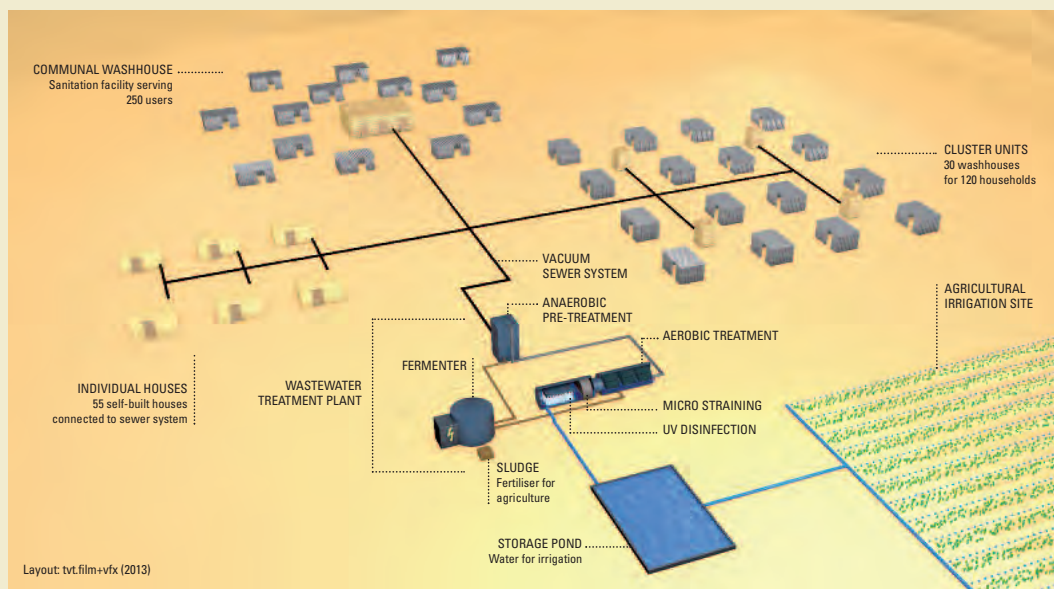 COMMUNAL WASHHOUSE
Sanitation facility serving
250 users
CLUSTER UNITS
30 washhouses
for 120 households
VACUUM
SEWER SYSTEM
AGRICULTURAL
IRRIGATION SITE
ANAEROBIC
PRE-TREATMENT
AEROBIC TREATMENT
FERMENTER
INDIVIDUAL HOUSES
55 self-built houses
connected to sewer system
WASTEWATER
TREATMENT PLANT
MICRO STRAINING
UV DISINFECTION
SLUDGE
Fertiliser for
agriculture
STORAGE POND
Water for irrigation
Layout: tvt.film+vfx (2013)